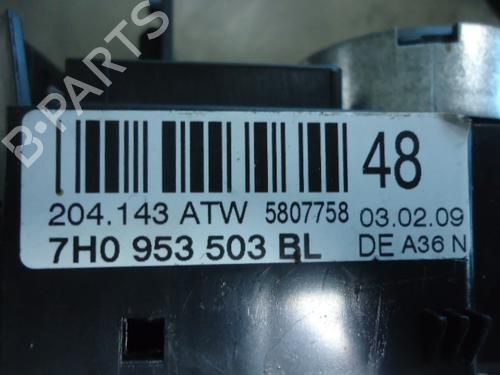 B-PARTS
48
204.143 ATW 5807758 03.02.09
7H0 953 503 BL DE A36 N